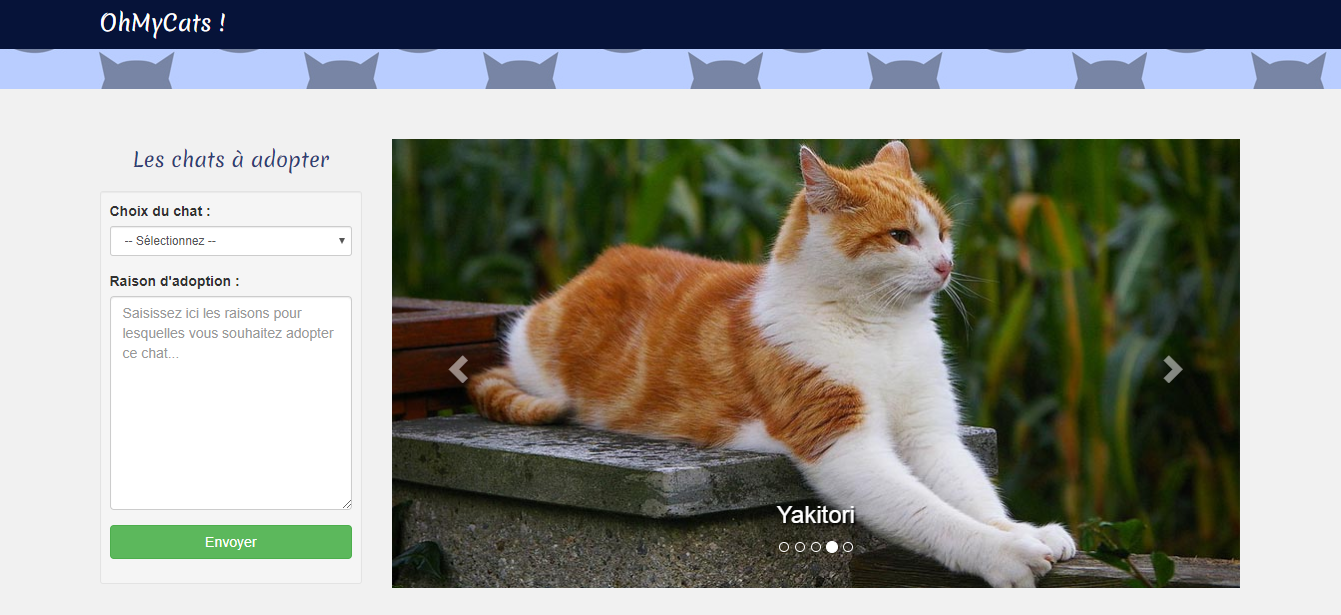 OhMyCats !
Les chats à adopter
Choix du chat :
-- Sélectionnez --
Raison d'adoption :
Saisissez ici les raisons pour
lesquelles vous souhaitez adopter
ce chat...
Envoyer
Yakitori